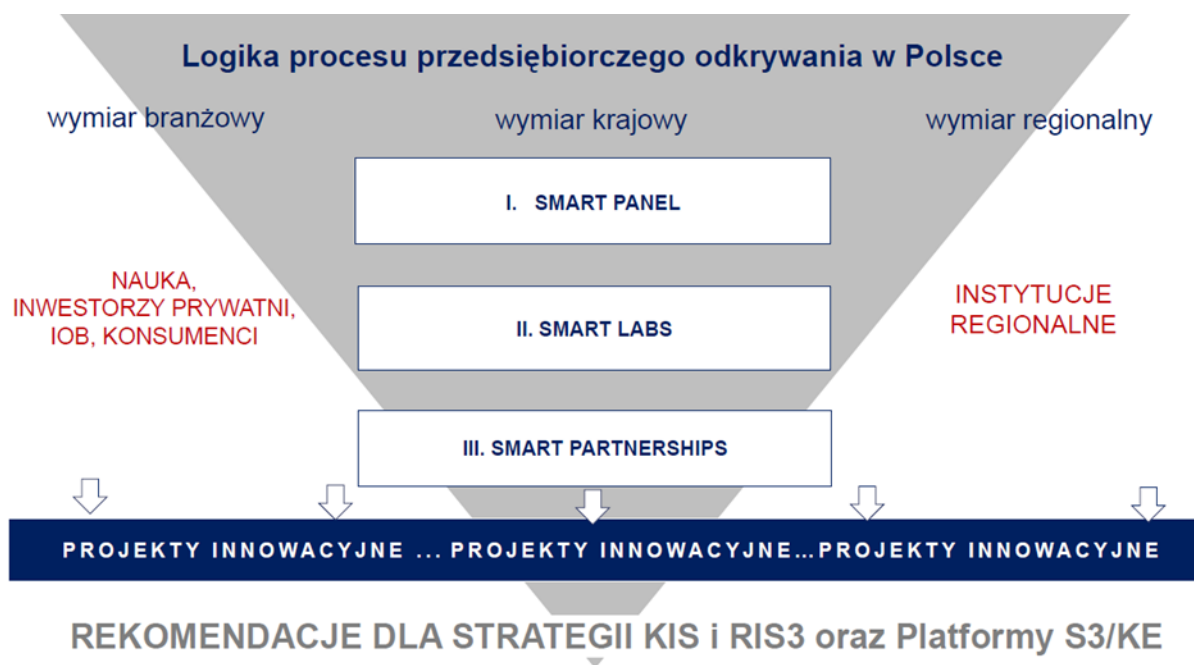 Logika procesu przedsiębiorczego odkrywania w Polsce
wymiar branżowy
wymiar krajowy
wymiar regionalny
I. SMART PANEL
NAUKA,
INWESTORZY PRYWATNI,
IOB, KONSUMENCI
INSTYTUCJE
REGIONALNE
II. SMART LABS
III. SMART PARTNERSHIPS
PROJEKTY INNOWACYJNE ... PROJEKTY INNOWACYJNE...PROJEKTY INNOWACYJNE
REKOMENDACJE DLA STRATEGII KIS i RIS3 oraz Platformy S3/KE